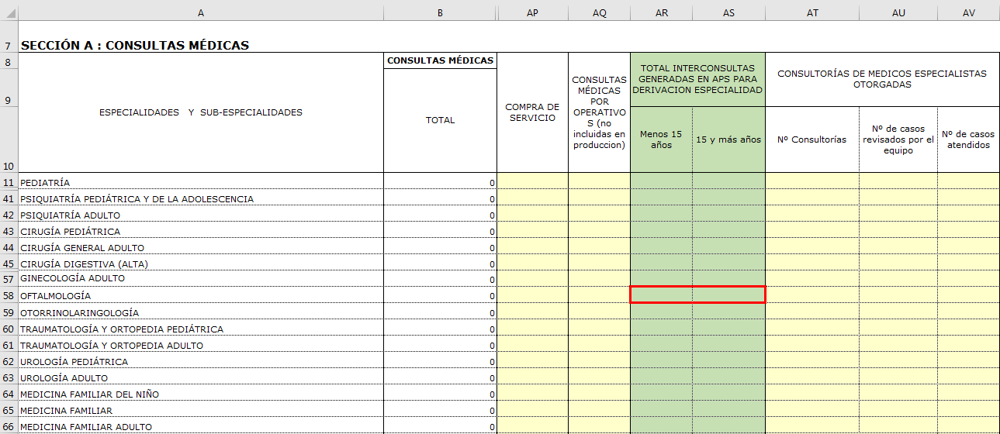 A B AP AQ AR AS AT AU AV
7 SECCIÓN A : CONSULTAS MÉDICAS
8 CONSULTAS MÉDICAS
9
10
ESPECIALIDADES Y SUB-ESPECIALIDADES
TOTAL
COMPRA DE
SERVICIO
CONSULTAS
MÉDICAS
POR
OPERATIVO
S (no
incluidas en
produccion)
TOTAL INTERCONSULTAS
GENERADAS EN APS PARA
DERIVACION ESPECIALIDAD
Menos 15
años
15 y más años
CONSULTORÍAS DE MEDICOS ESPECIALISTAS
OTORGADAS
Nº Consultorías
Nº de casos
revisados por el
equipo
Nº de casos
atendidos
11 PEDIATRÍA 0
41 PSIQUIATRÍA PEDIÁTRICA Y DE LA ADOLESCENCIA 0
42 PSIQUIATRÍA ADULTO 0
43 CIRUGÍA PEDIÁTRICA 0
44 CIRUGÍA GENERAL ADULTO 0
45 CIRUGÍA DIGESTIVA (ALTA) 0
57 GINECOLOGÍA ADULTO 0
58 OFTALMOLOGÍA 0
59 OTORRINOLARINGOLOGÍA 0
60 TRAUMATOLOGÍA Y ORTOPEDIA PEDIÁTRICA 0
61 TRAUMATOLOGÍA Y ORTOPEDIA ADULTO 0
62 UROLOGÍA PEDIÁTRICA 0
63 UROLOGÍA ADULTO 0
64 MEDICINA FAMILIAR DEL NIÑO 0
65 MEDICINA FAMILIAR 0
66 MEDICINA FAMILIAR ADULTO 0